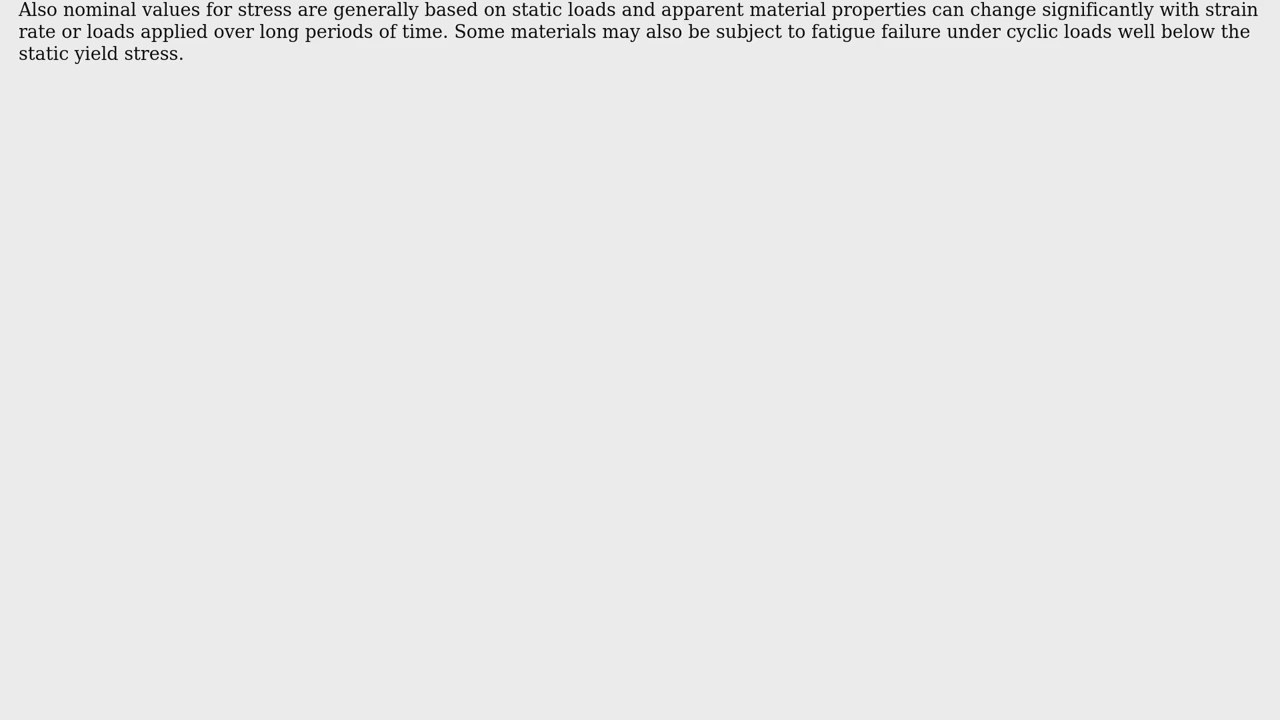 Also nominal values for stress are generally based on static loads and apparent material properties can change significantly with strain
rate or loads applied over long periods of time. Some materials may also be subject to fatigue failure under cyclic loads well below the
static yield stress.